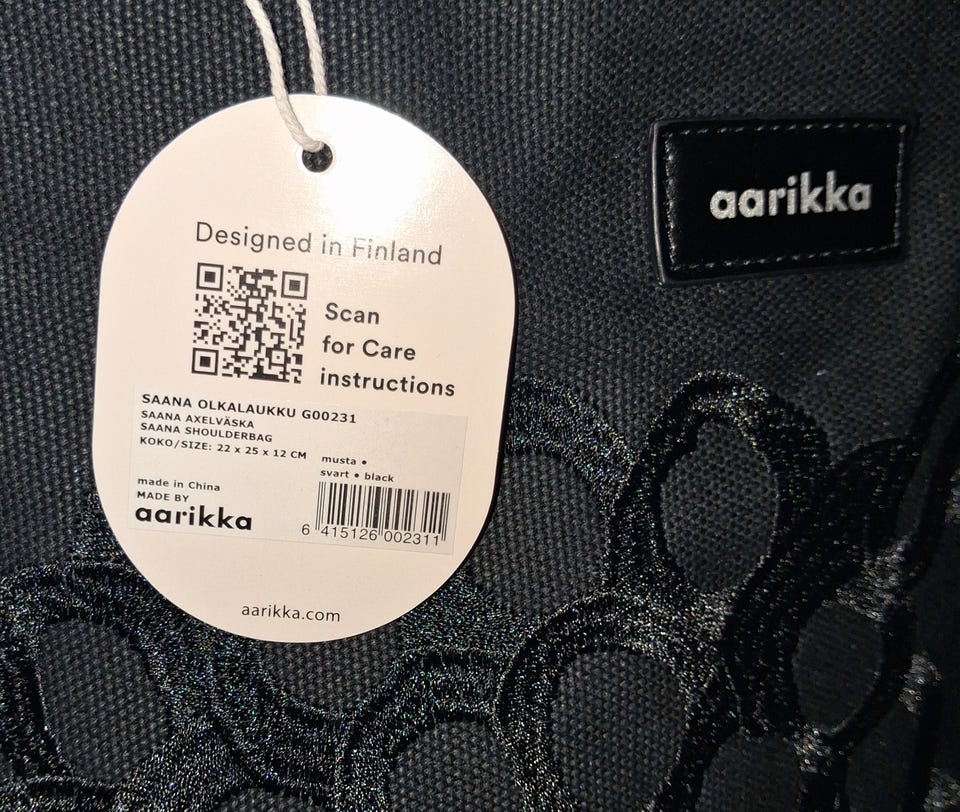 Designed in Finland
Scan
for Care
instructions
SAANA OLKALAUKKU G00231
SAANA AXELVÄSKA
SAANA SHOULDERBAG
KOKO/SIZE: 22 x 25 x 12 CM
musta •
svart • black
made in China
MADE BY
aarikka
6 415126 002311
aarikka.com
aarikka